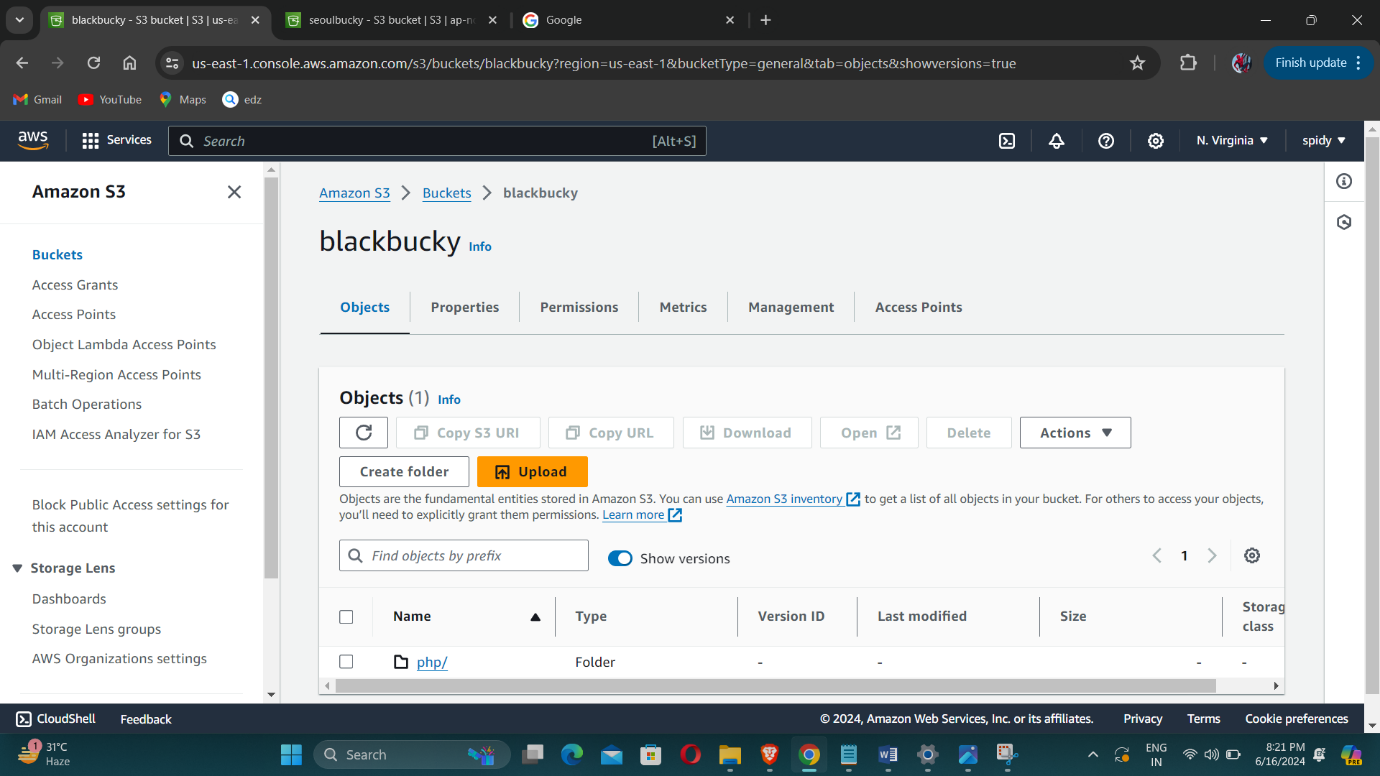 blackbucky - S3 bucket | S3 | us-ea
seoulbucky - S3 bucket | S3 | ap-n
Google
us-east-1.console.aws.amazon.com/s3/buckets/blackbucky?region=us-east-1&bucketType=general&tab=objects&showversions=true
Finish update
Gmail
YouTube
Maps
edz
aws
Services
Search
[Alt+S]
N. Virginia
spidy
Amazon S3
Buckets
Access Grants
Access Points
Object Lambda Access Points
Multi-Region Access Points
Batch Operations
IAM Access Analyzer for S3
Block Public Access settings for
this account
Storage Lens
Dashboards
Storage Lens groups
AWS Organizations settings
Amazon S3 > Buckets > blackbucky
blackbucky Info
Objects
Properties
Permissions
Metrics
Management
Access Points
Objects (1) Info
Copy S3 URI
Copy URL
Download
Open
Delete
Actions
Create folder
Upload
Objects are the fundamental entities stored in Amazon S3. You can use Amazon S3 inventory to get a list of all objects in your bucket. For others to access your objects,
you'll need to explicitly grant them permissions. Learn more
Find objects by prefix
Show versions
1
Name
Type
Version ID
Last modified
Size
Storag
class
php/
Folder
-
-
-
-
CloudShell
Feedback
© 2024, Amazon Web Services, Inc. or its affiliates.
Privacy
Terms
Cookie preferences
1
31°C
Haze
Search
ENG
IN
8:21 PM
6/16/2024
PRE